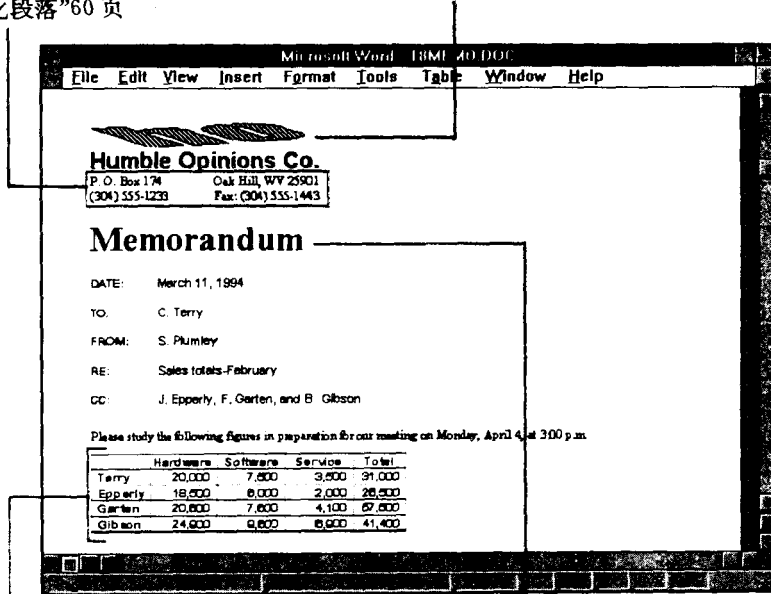 化段落”60 页
Microsoft Word 18MEMO.DOC
File Edit View Insert Format Tools Table Window Help
Humble Opinions Co.
P.O. Box 174 Oak Hill, WV 25901
(304) 555-1233 Fax: (304) 555-1443
Memorandum
DATE: March 11, 1994
TO: C. Terry
FROM: S. Plumley
RE: Sales totals-February
CC: J. Epperly, F. Garten, and B Gibson
Please study the following figures in preparation for our meeting on Monday, April 4, at 3:00 p.m.
Hardware Software Service Total
Terry 20,000 7,500 3,500 31,000
Epperly 18,500 6,000 2,000 26,500
Garten 20,600 7,600 4,100
Gibson 24,900 9,600 6,900 41,400